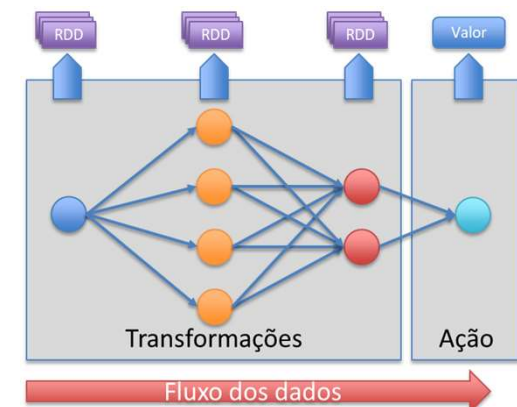 RDD
RDD
RDD
Valor
Transformações
Ação
Fluxo dos dados